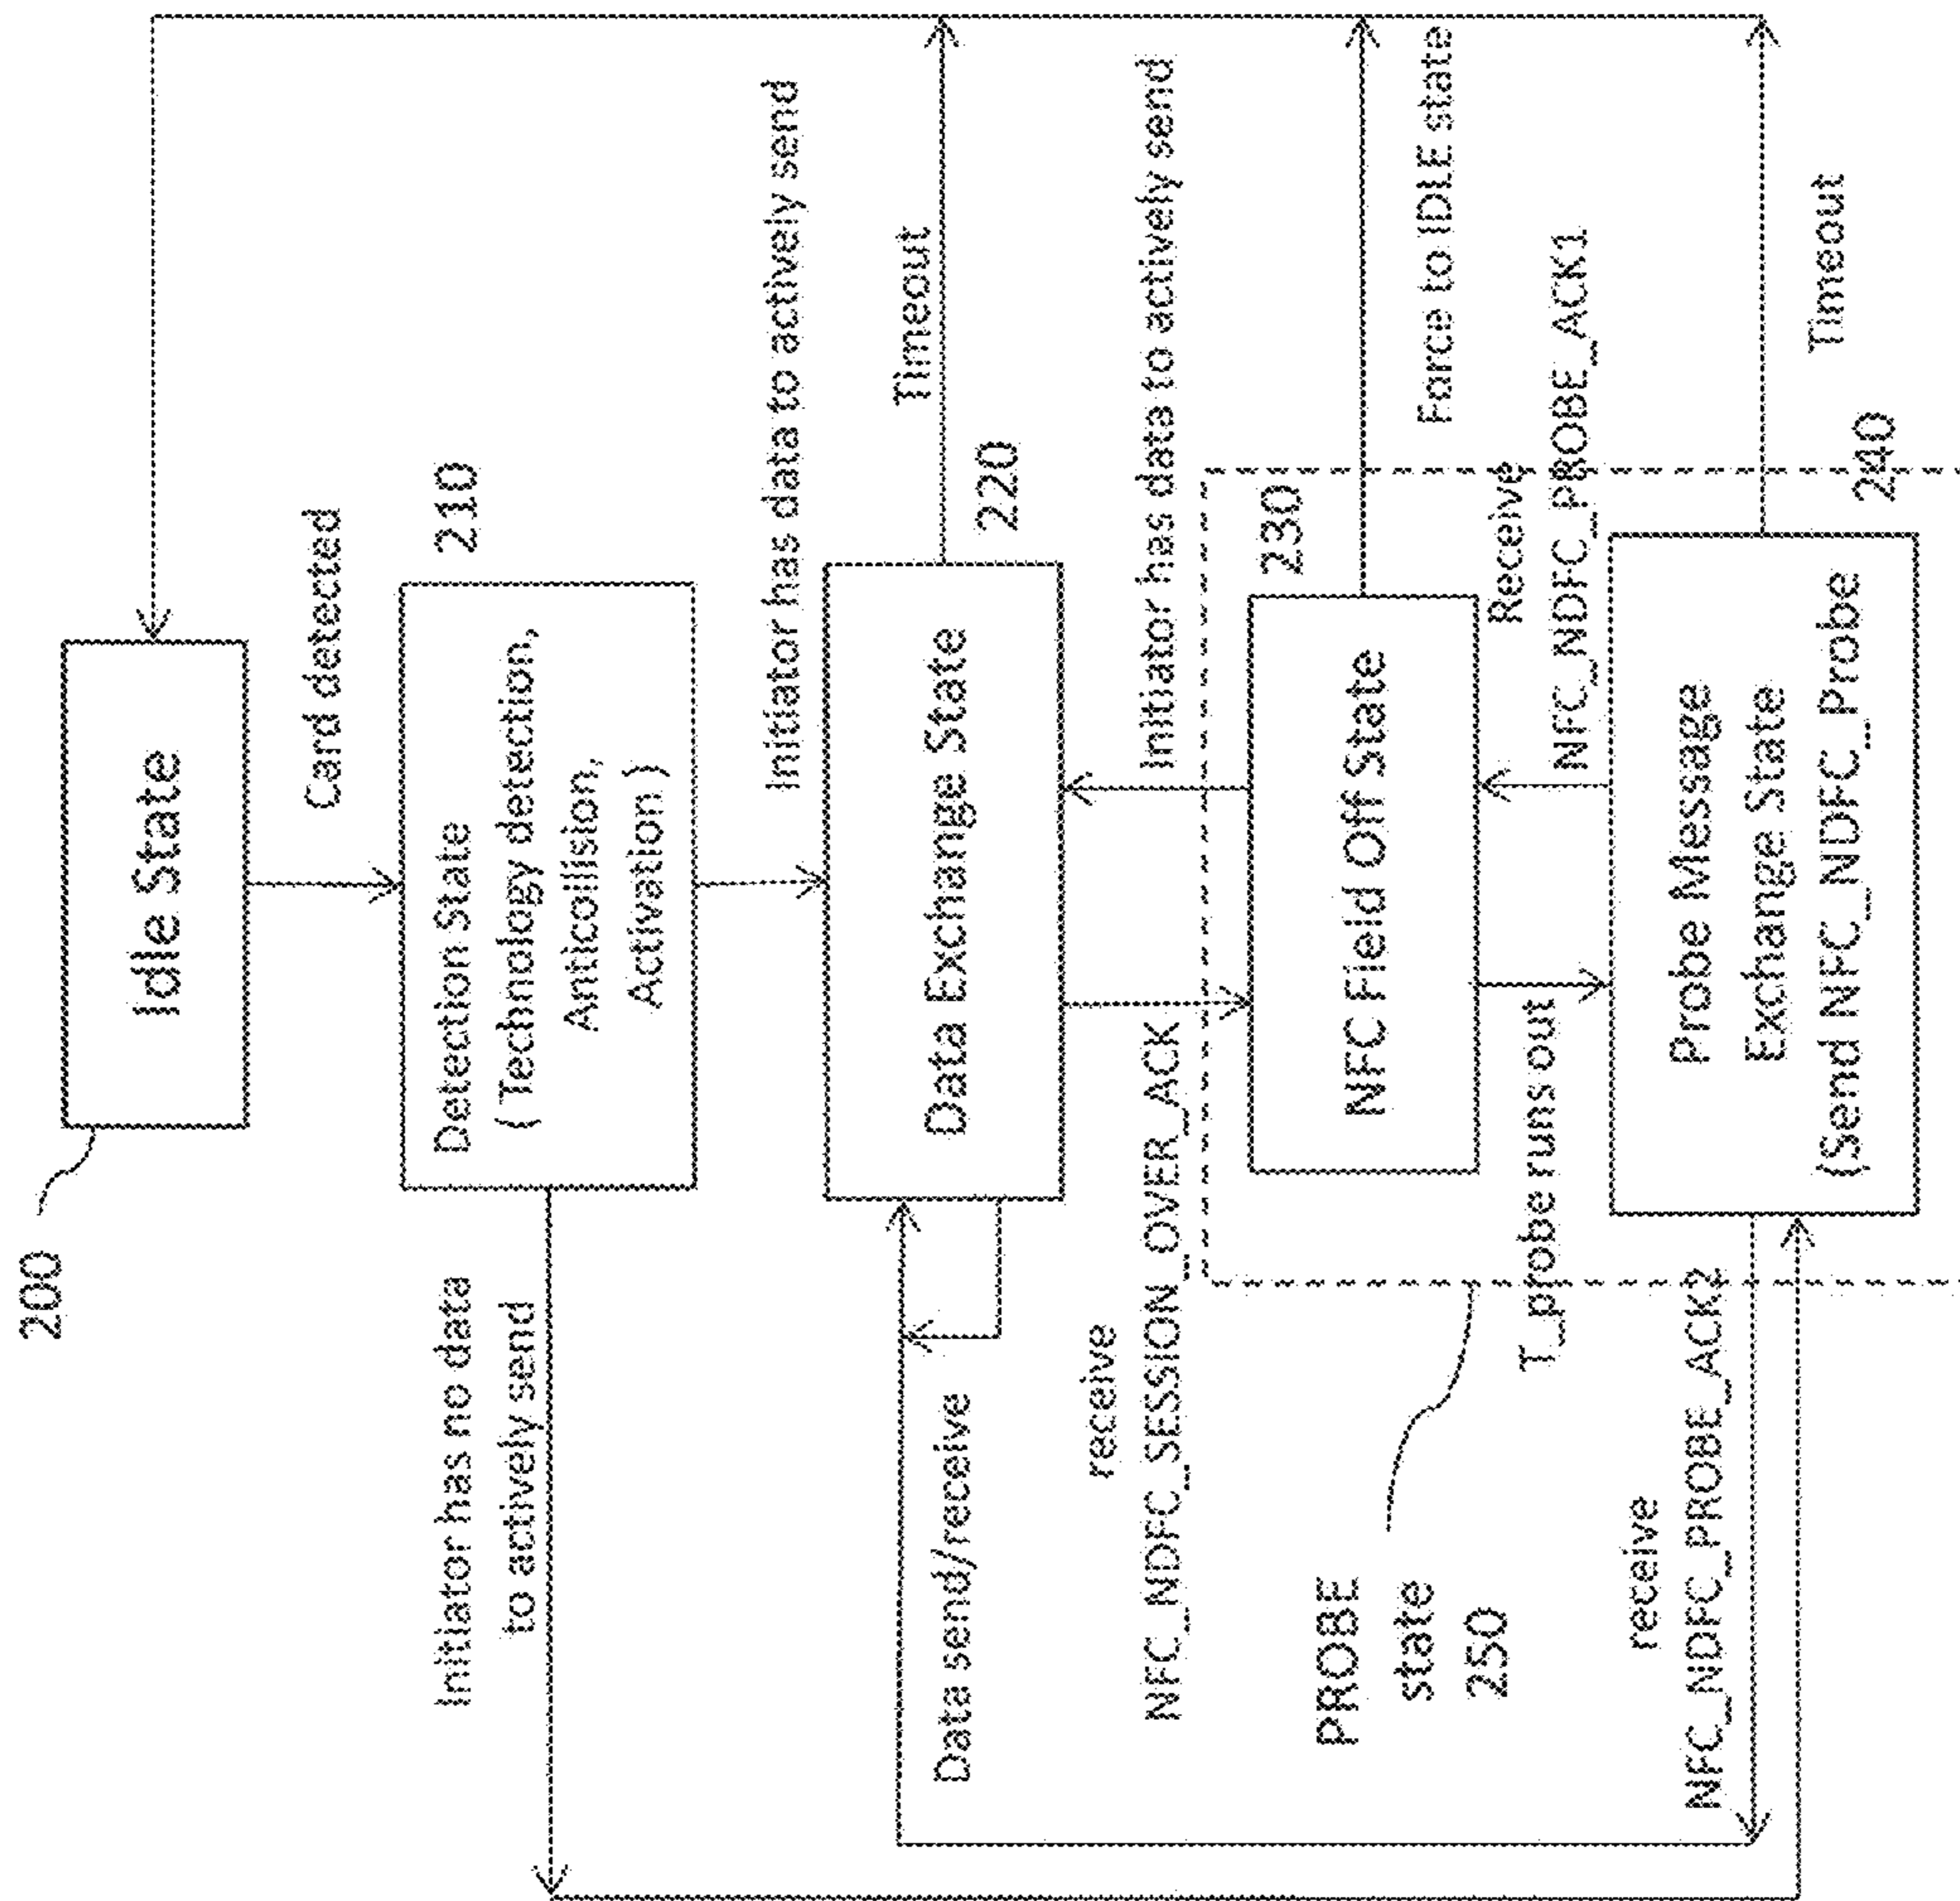 200
Idle State
Card detected
210
Detection State
( Technology detection,
Anticollision,
Activation )
Initiator has no data
to actively send
Initiator has data to actively send
Timeout
220
Data Exchange State
Data send/receive
receive
NFC_NDFC_SESSION_OVER_ACK
Initiator has data to actively send
230
NFC Field Off State
Force to IDLE state
PROBE
state
250
T_probe runs out
Receive
NFC_NDFC_PROBE_ACK1
receive
NFC_NDFC_PROBE_ACK2
Probe Message
Exchange State
(Send NFC_NDFC_Probe
Timeout
240